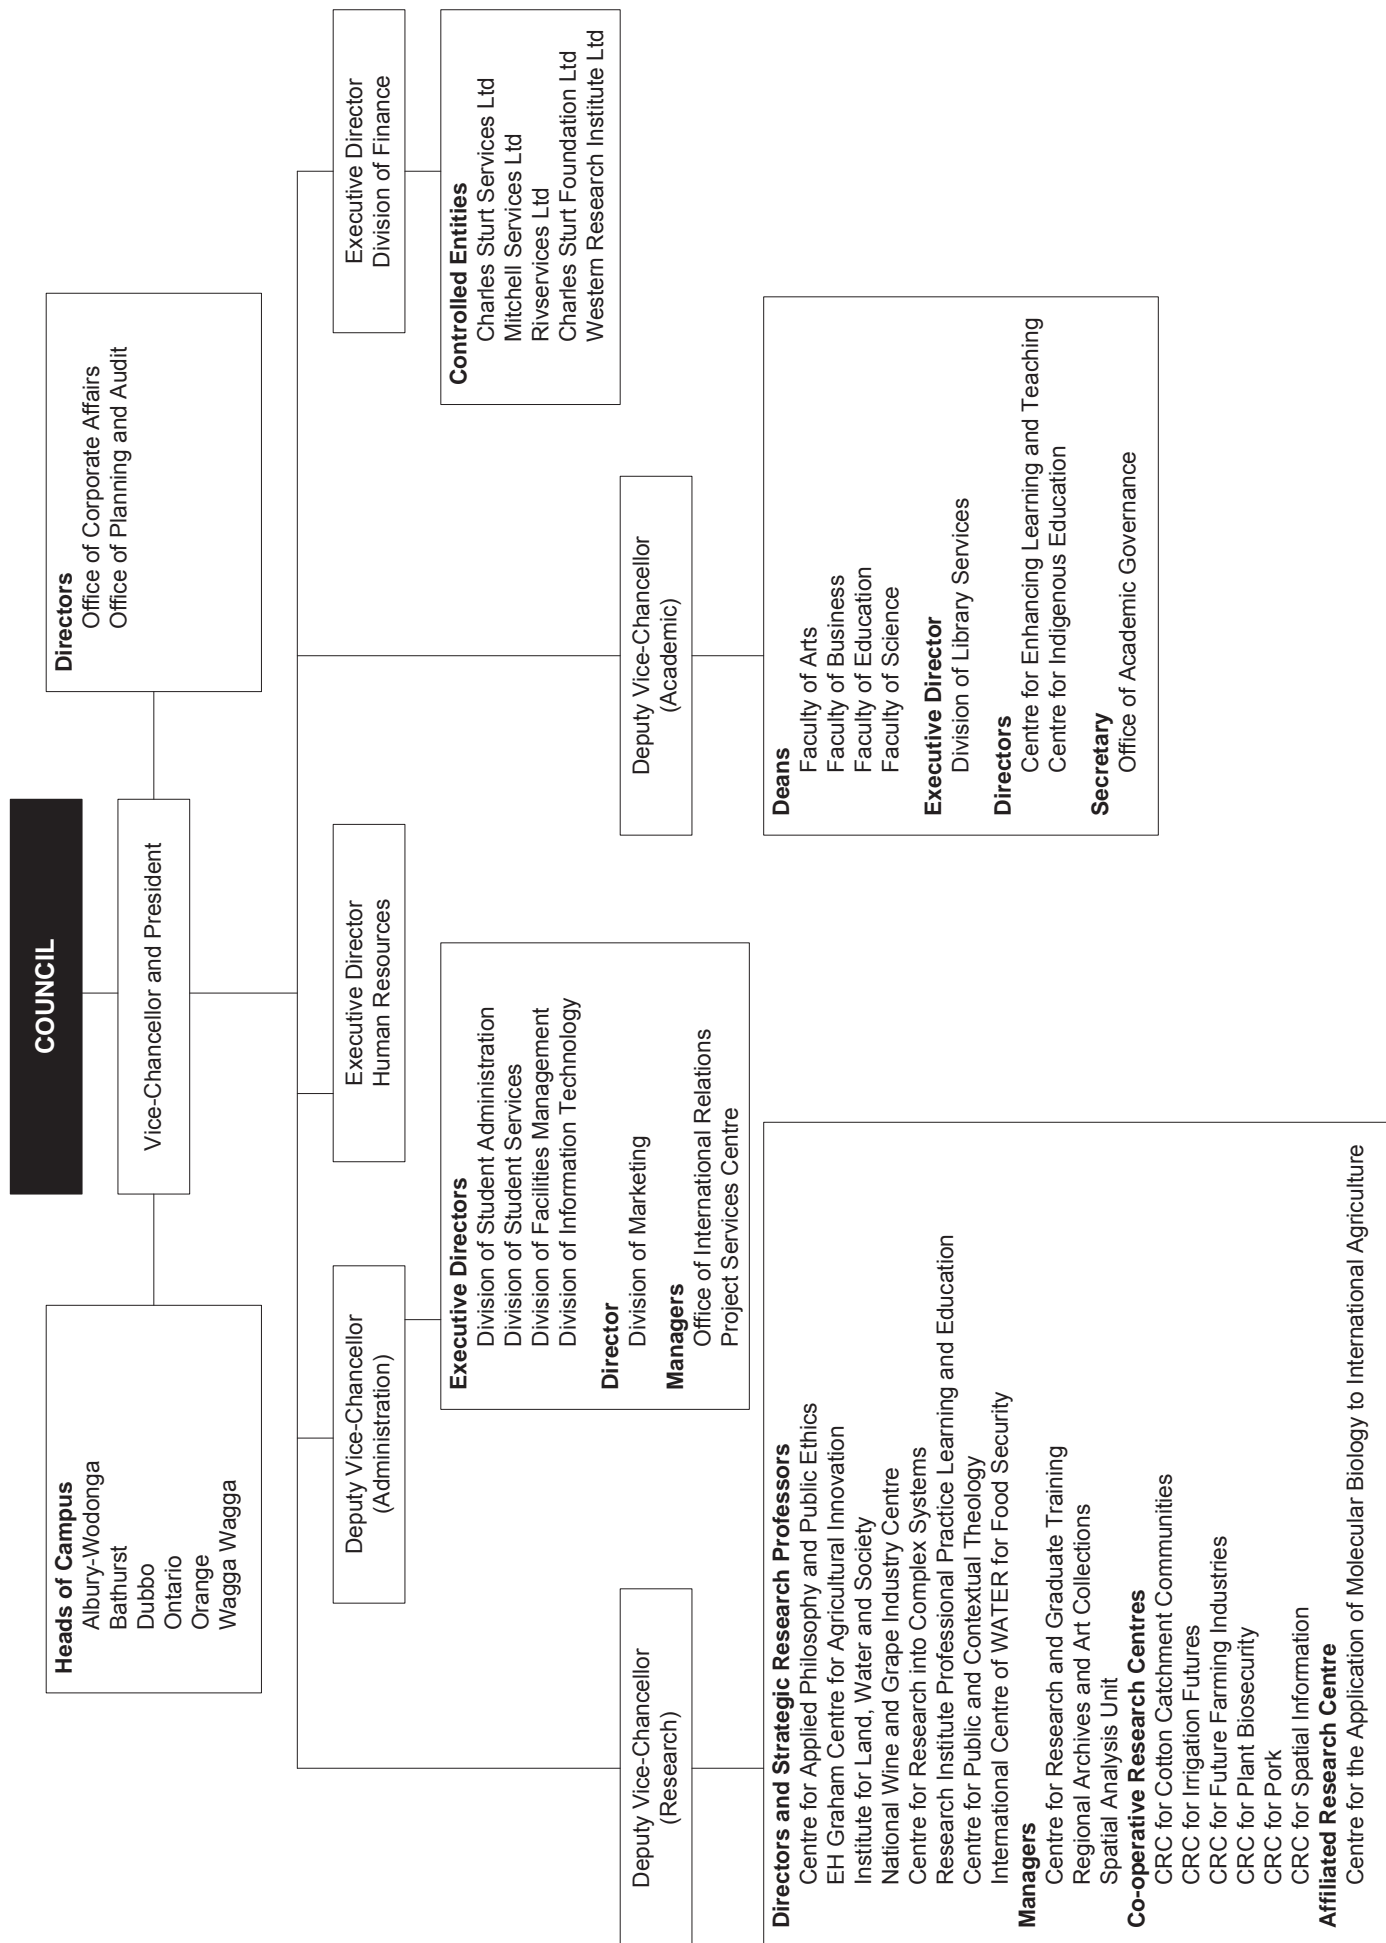 COUNCIL
Vice-Chancellor and President
Heads of Campus
Albury-Wodonga
Bathurst
Dubbo
Ontario
Orange
Wagga Wagga
Directors
Office of Corporate Affairs
Office of Planning and Audit
Deputy Vice-Chancellor
(Research)
Directors and Strategic Research Professors
Centre for Applied Philosophy and Public Ethics
EH Graham Centre for Agricultural Innovation
Institute for Land, Water and Society
National Wine and Grape Industry Centre
Centre for Research into Complex Systems
Research Institute Professional Practice Learning and Education
Centre for Public and Contextual Theology
International Centre of WATER for Food Security
Managers
Centre for Research and Graduate Training
Regional Archives and Art Collections
Spatial Analysis Unit
Co-operative Research Centres
CRC for Cotton Catchment Communities
CRC for Irrigation Futures
CRC for Future Farming Industries
CRC for Plant Biosecurity
CRC for Pork
CRC for Spatial Information
Affiliated Research Centre
Centre for the Application of Molecular Biology to International Agriculture
Deputy Vice-Chancellor
(Administration)
Executive Directors
Division of Student Administration
Division of Student Services
Division of Facilities Management
Division of Information Technology
Director
Division of Marketing
Managers
Office of International Relations
Project Services Centre
Executive Director
Human Resources
Deputy Vice-Chancellor
(Academic)
Deans
Faculty of Arts
Faculty of Business
Faculty of Education
Faculty of Science
Executive Director
Division of Library Services
Directors
Centre for Enhancing Learning and Teaching
Centre for Indigenous Education
Secretary
Office of Academic Governance
Executive Director
Division of Finance
Controlled Entities
Charles Sturt Services Ltd
Mitchell Services Ltd
Rivservices Ltd
Charles Sturt Foundation Ltd
Western Research Institute Ltd